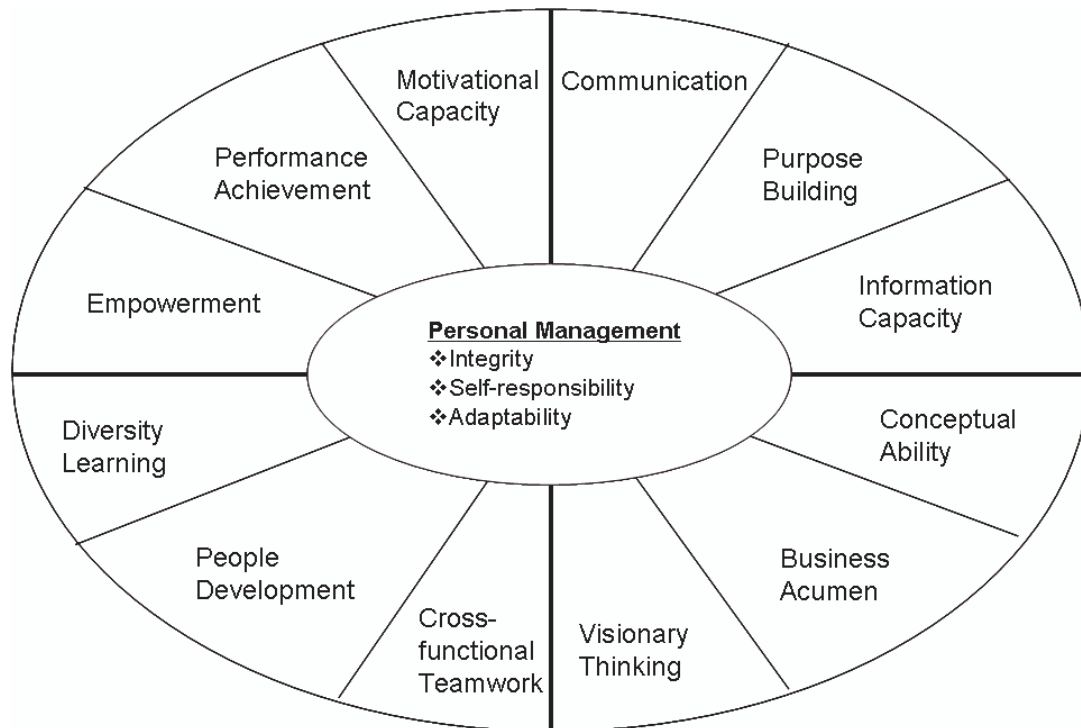 Motivational
Capacity
Communication
Performance
Achievement
Purpose
Building
Empowerment
Information
Capacity
Personal Management
❖Integrity
❖Self-responsibility
❖Adaptability
Diversity
Learning
Conceptual
Ability
People
Development
Business
Acumen
Cross-
functional
Teamwork
Visionary
Thinking